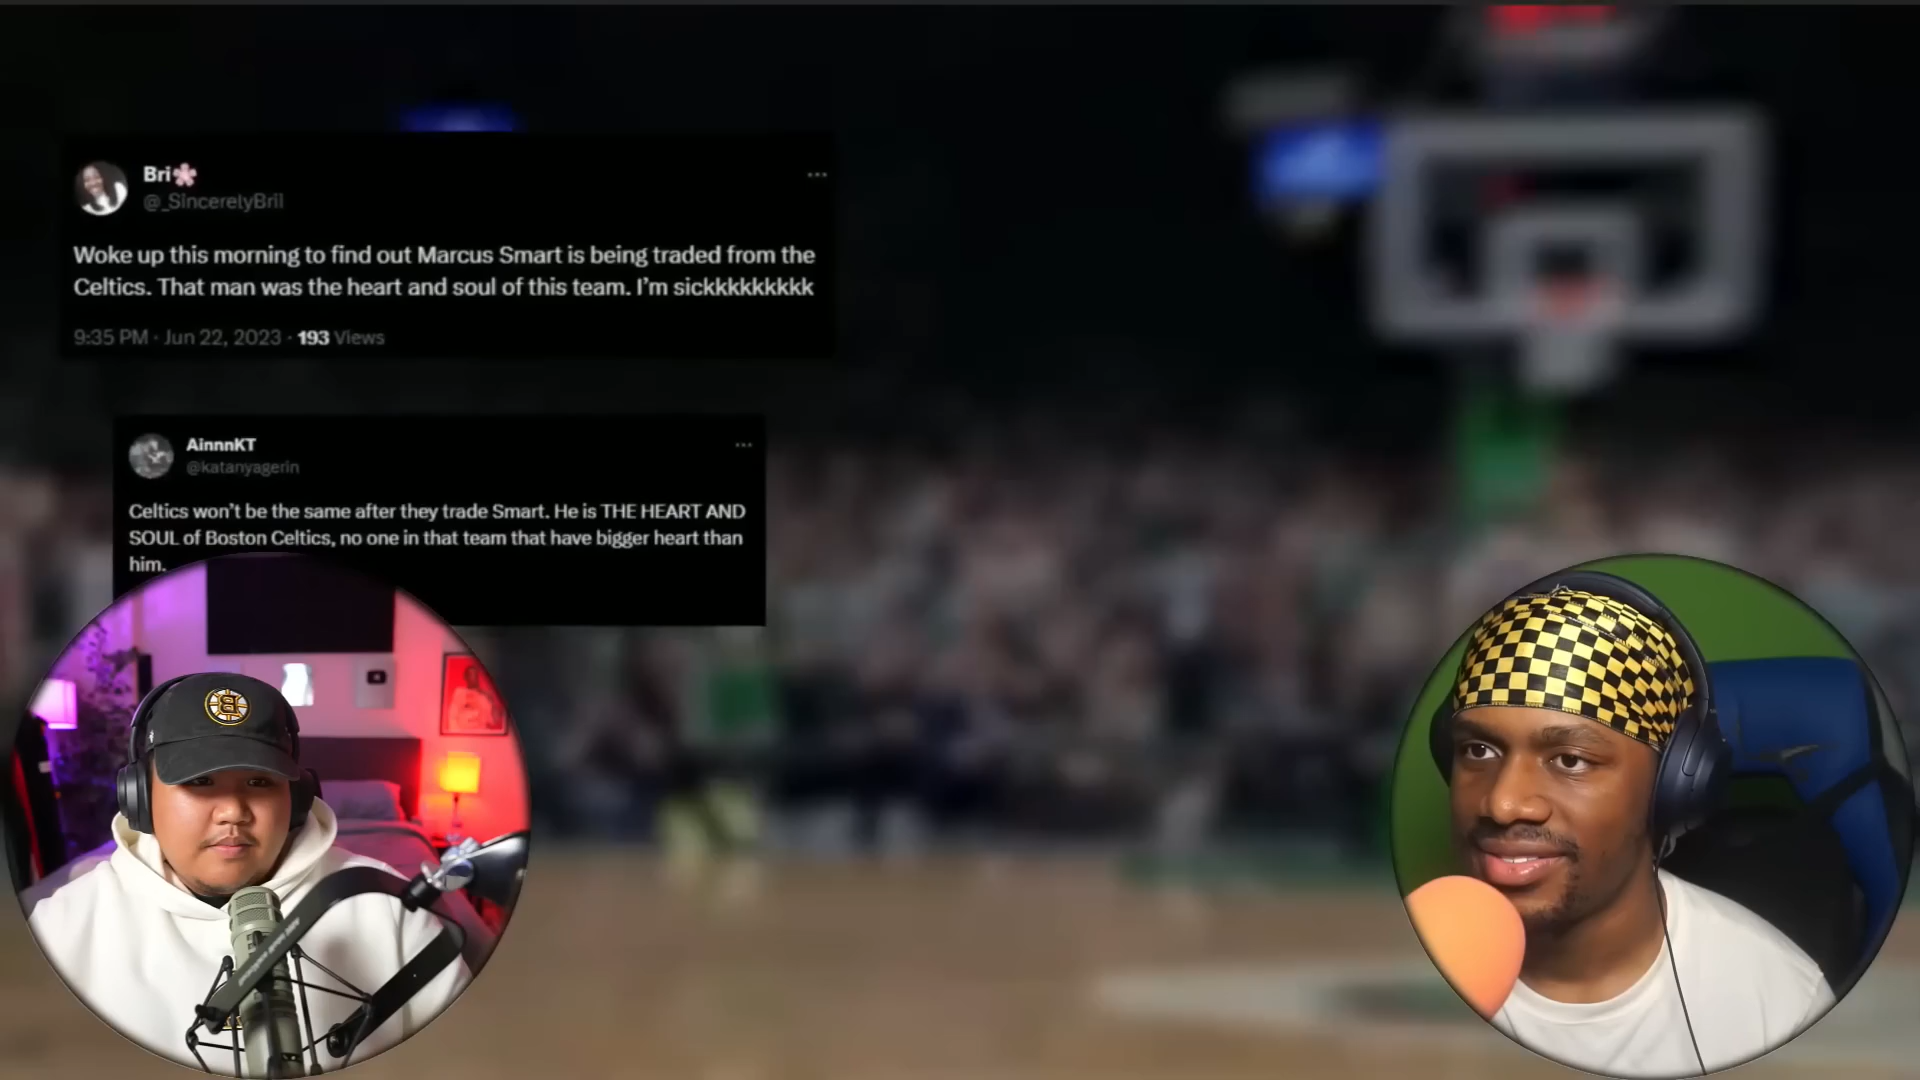 Bri🌸
@_SincerelyBril
Woke up this morning to find out Marcus Smart is being traded from the
Celtics. That man was the heart and soul of this team. I'm sickkkkkkkkk
9:35 PM · Jun 22, 2023 · 193 Views
AinnnKT
@katanyagerin
Celtics won't be the same after they trade Smart. He is THE HEART AND
SOUL of Boston Celtics, no one in that team that have bigger heart than
him.
B